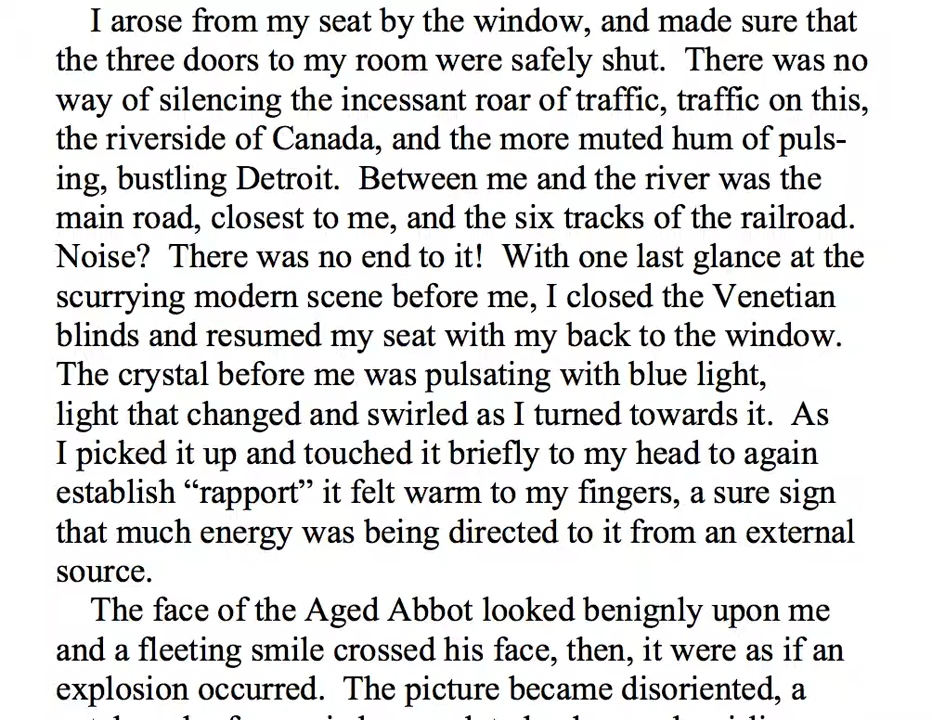 I arose from my seat by the window, and made sure that
the three doors to my room were safely shut.  There was no
way of silencing the incessant roar of traffic, traffic on this,
the riverside of Canada, and the more muted hum of puls-
ing, bustling Detroit.  Between me and the river was the
main road, closest to me, and the six tracks of the railroad.
Noise?  There was no end to it!  With one last glance at the
scurrying modern scene before me, I closed the Venetian
blinds and resumed my seat with my back to the window.
The crystal before me was pulsating with blue light,
light that changed and swirled as I turned towards it.  As
I picked it up and touched it briefly to my head to again
establish “rapport” it felt warm to my fingers, a sure sign
that much energy was being directed to it from an external
source.
The face of the Aged Abbot looked benignly upon me
and a fleeting smile crossed his face, then, it were as if an
explosion occurred.  The picture became disoriented, a